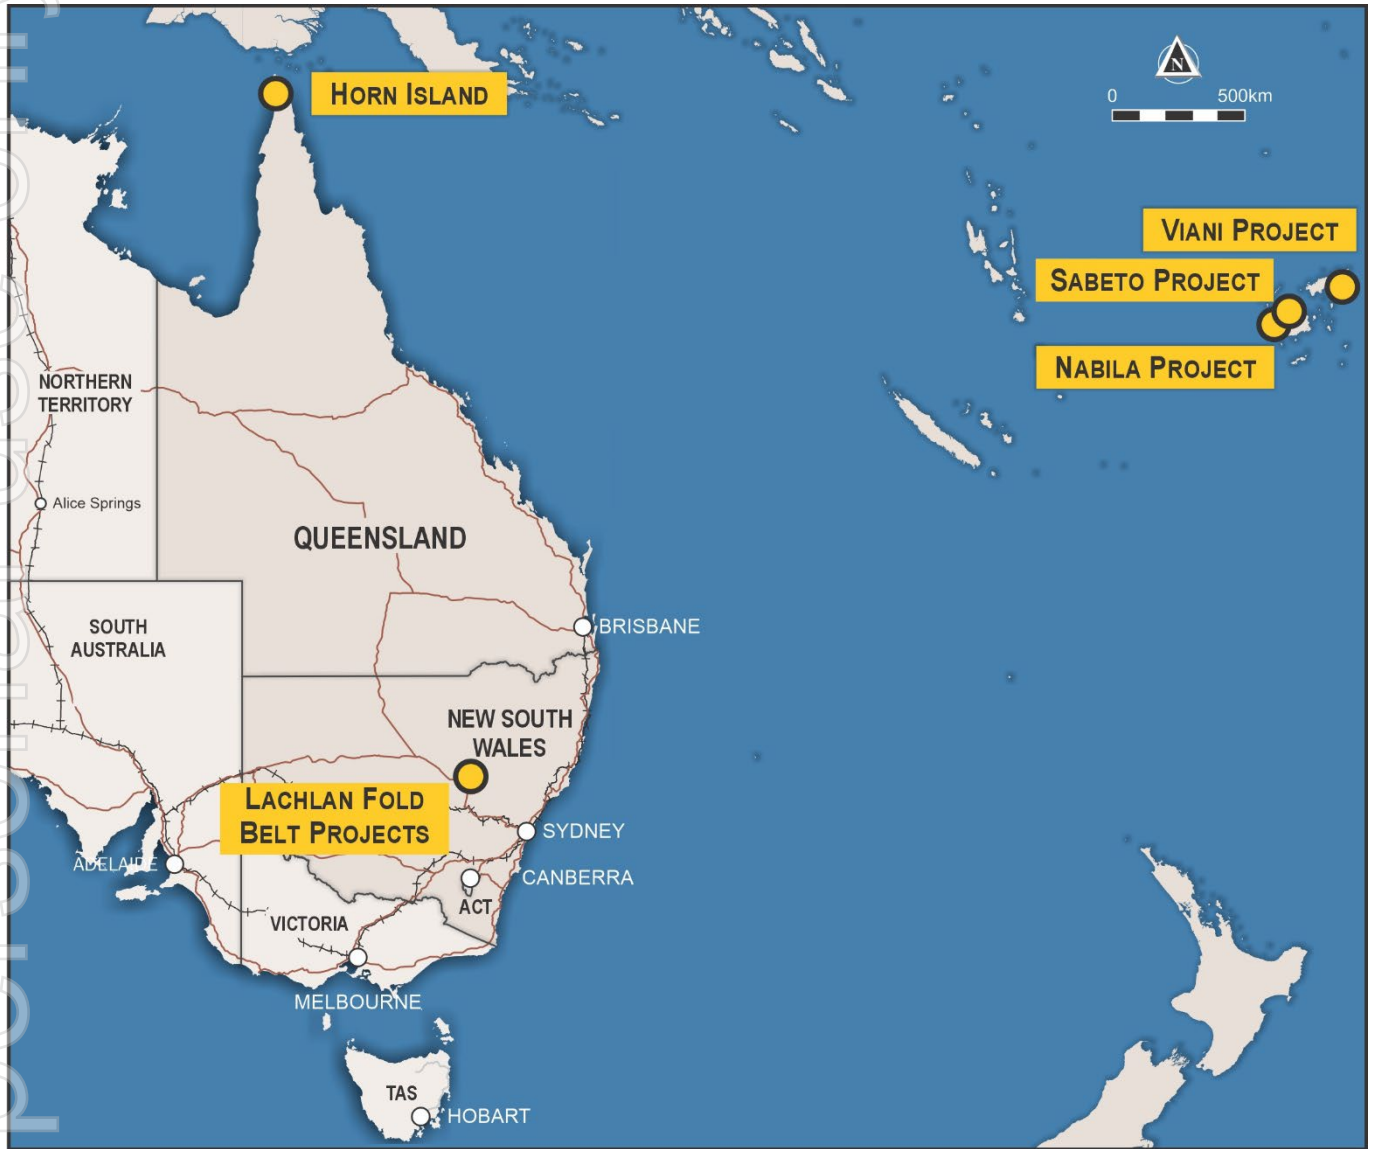 HORN ISLAND
N
0 500km
VIANI PROJECT
SABETO PROJECT
NABILA PROJECT
NORTHERN
TERRITORY
Alice Springs
QUEENSLAND
SOUTH
AUSTRALIA
BRISBANE
NEW SOUTH
WALES
LACHLAN FOLD
BELT PROJECTS
SYDNEY
ADELAIDE
CANBERRA
ACT
VICTORIA
MELBOURNE
TAS
HOBART